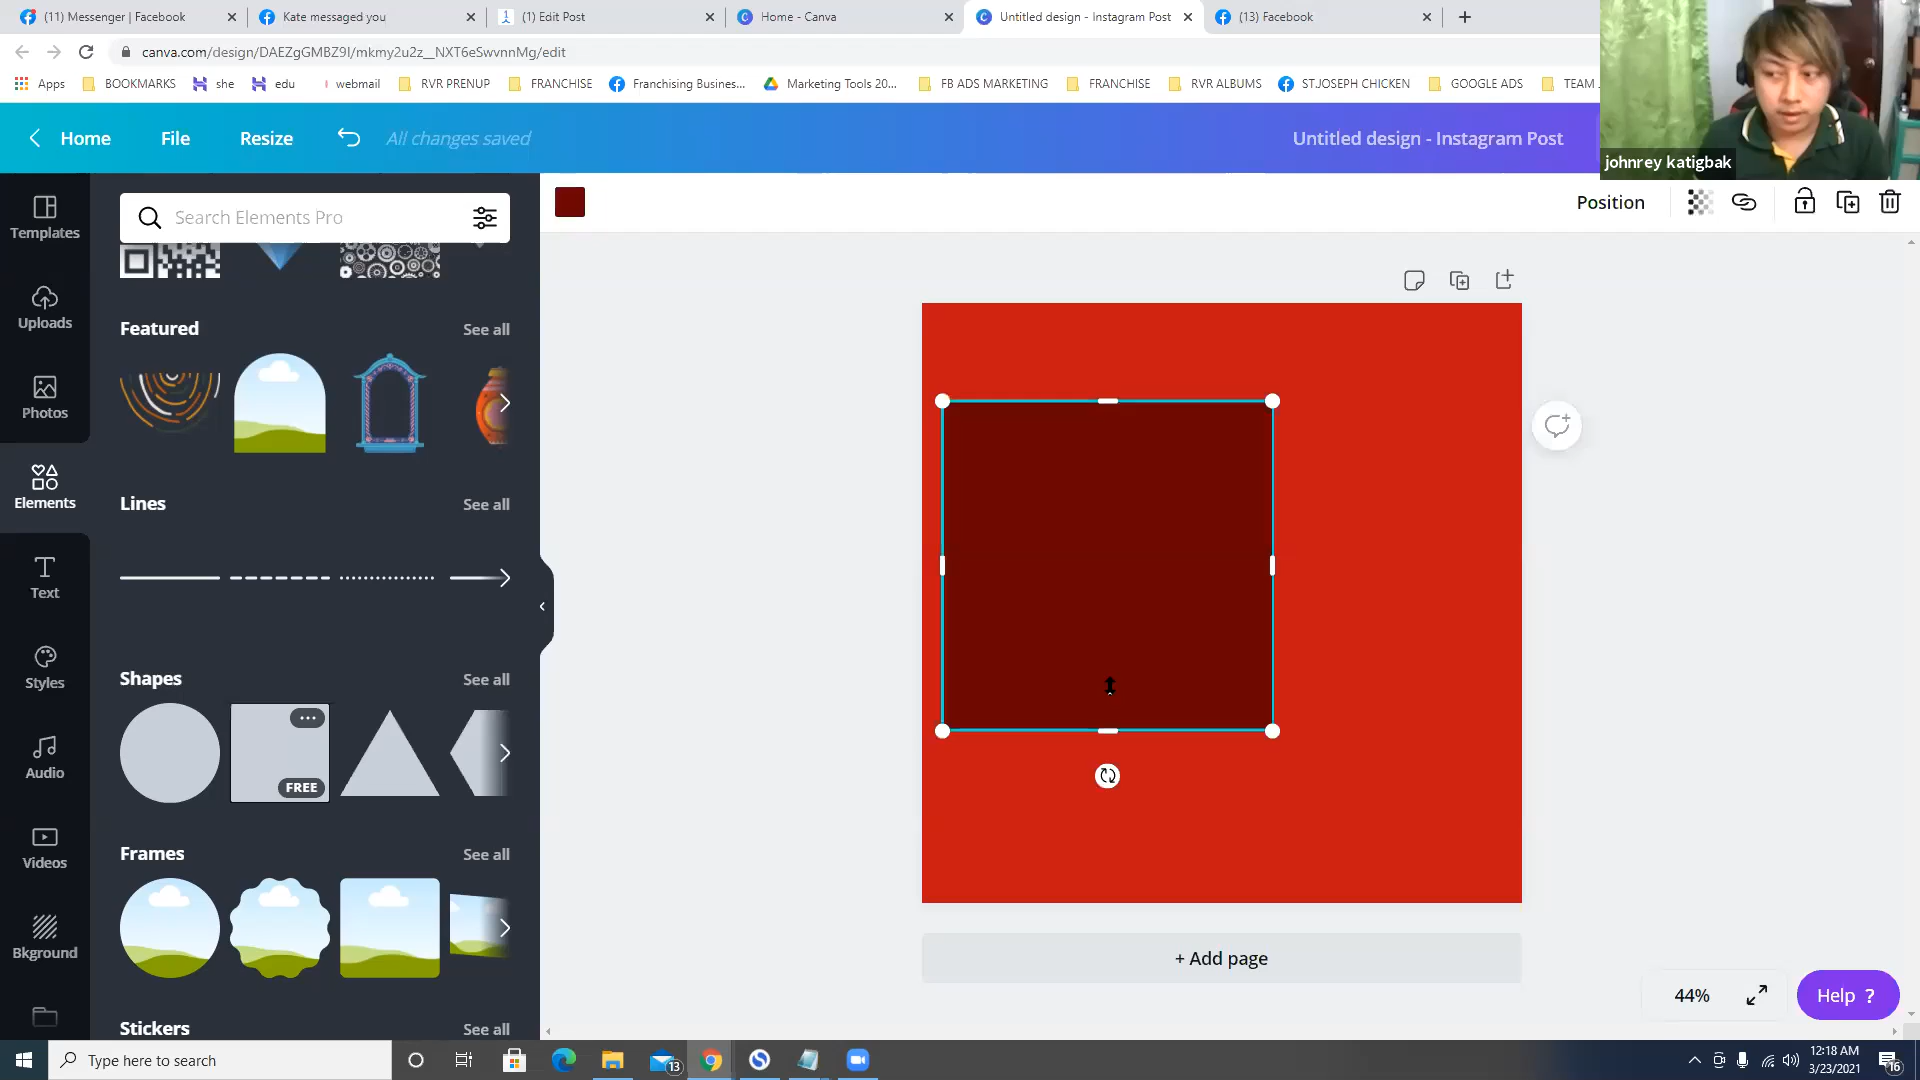 (11) Messenger | Facebook
Kate messaged you
(1) Edit Post
Home - Canva
Untitled design - Instagram Post
(13) Facebook
canva.com/design/DAEZgGMBZ9I/mkmy2u2z__NXT6eSwvnnMg/edit
Apps
BOOKMARKS
she
edu
webmail
RVR PRENUP
FRANCHISE
Franchising Busines...
Marketing Tools 20...
FB ADS MARKETING
FRANCHISE
RVR ALBUMS
STJOSEPH CHICKEN
GOOGLE ADS
TEAM
johnrey katigbak
Home
File
Resize
All changes saved
Untitled design - Instagram Post
Position
Search Elements Pro
Templates
Uploads
Photos
Elements
Text
Styles
Audio
Videos
Bkground
Featured
See all
Lines
See all
Shapes
See all
FREE
Frames
See all
Stickers
See all
+ Add page
44%
Help ?
Type here to search
13
12:18 AM
3/23/2021
16